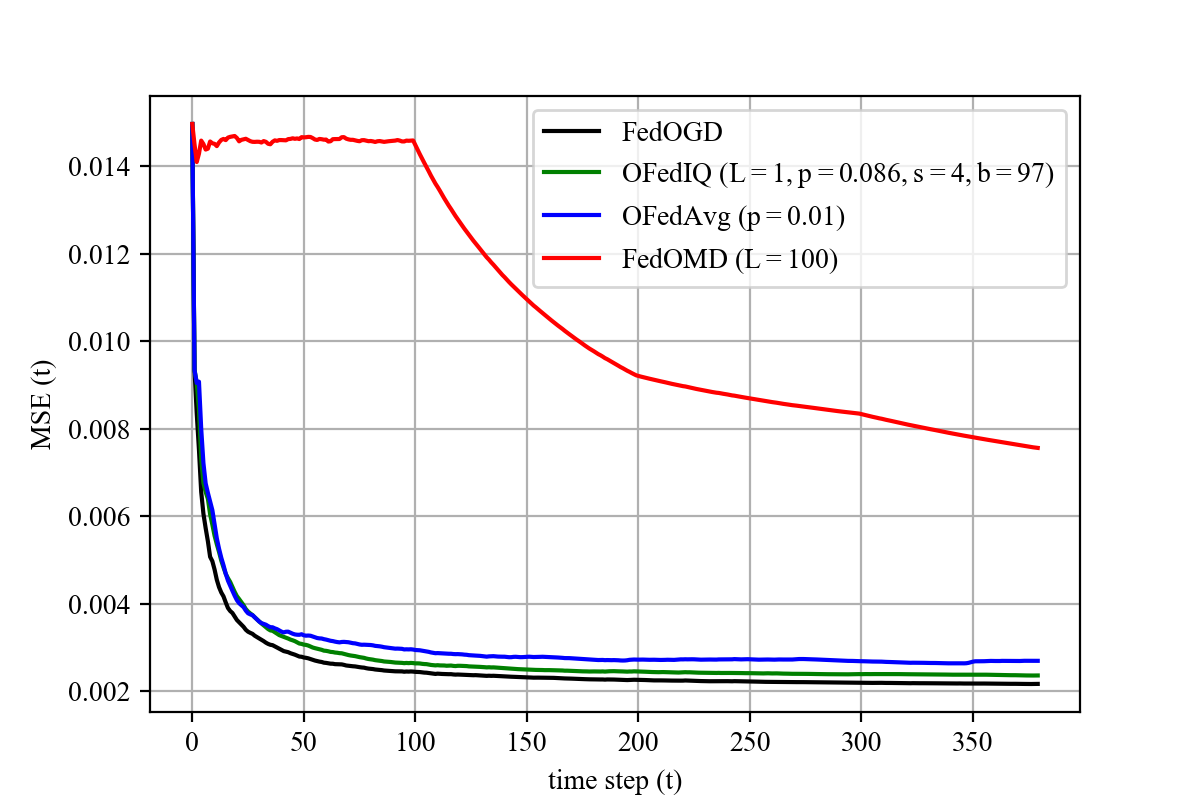 FedOGD
OFedIQ (L = 1, p = 0.086, s = 4, b = 97)
OFedAvg (p = 0.01)
FedOMD (L = 100)
0.014
0.012
0.010
0.008
0.006
0.004
0.002
MSE (t)
0 50 100 150 200 250 300 350
time step (t)